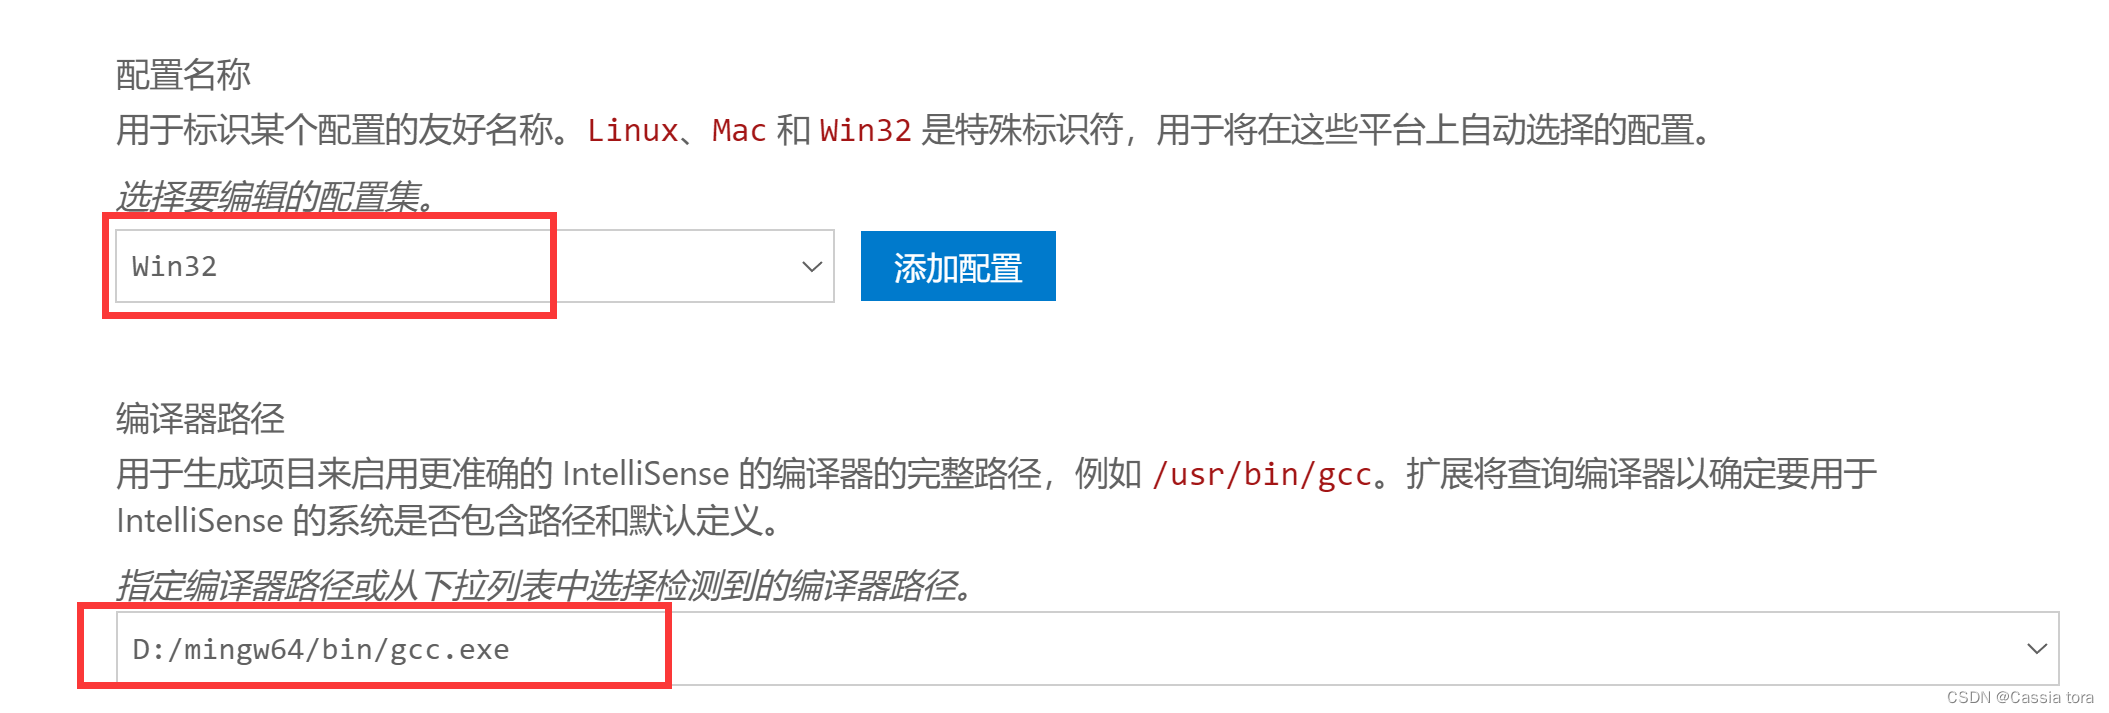 配置名称
用于标识某个配置的友好名称。Linux、Mac 和 Win32 是特殊标识符，用于将在这些平台上自动选择的配置。
选择要编辑的配置集。
Win32
添加配置
编译器路径
用于生成项目来启用更准确的 IntelliSense 的编译器的完整路径，例如 /usr/bin/gcc。扩展将查询编译器以确定要用于
IntelliSense 的系统是否包含路径和默认定义。
指定编译器路径或从下拉列表中选择检测到的编译器路径。
D:/mingw64/bin/gcc.exe
CSDN @Cassia tora